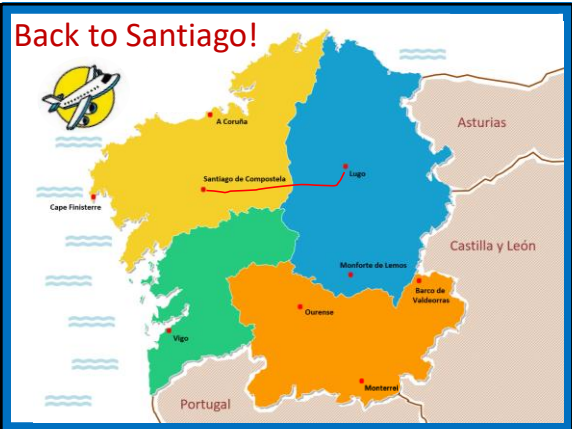 Back to Santiago!
A Coruña
Asturias
Lugo
Santiago de Compostela
Cape Finisterre
Castilla y León
Monforte de Lemos
Barco de
Valdeorras
Ourense
Vigo
Monterrei
Portugal